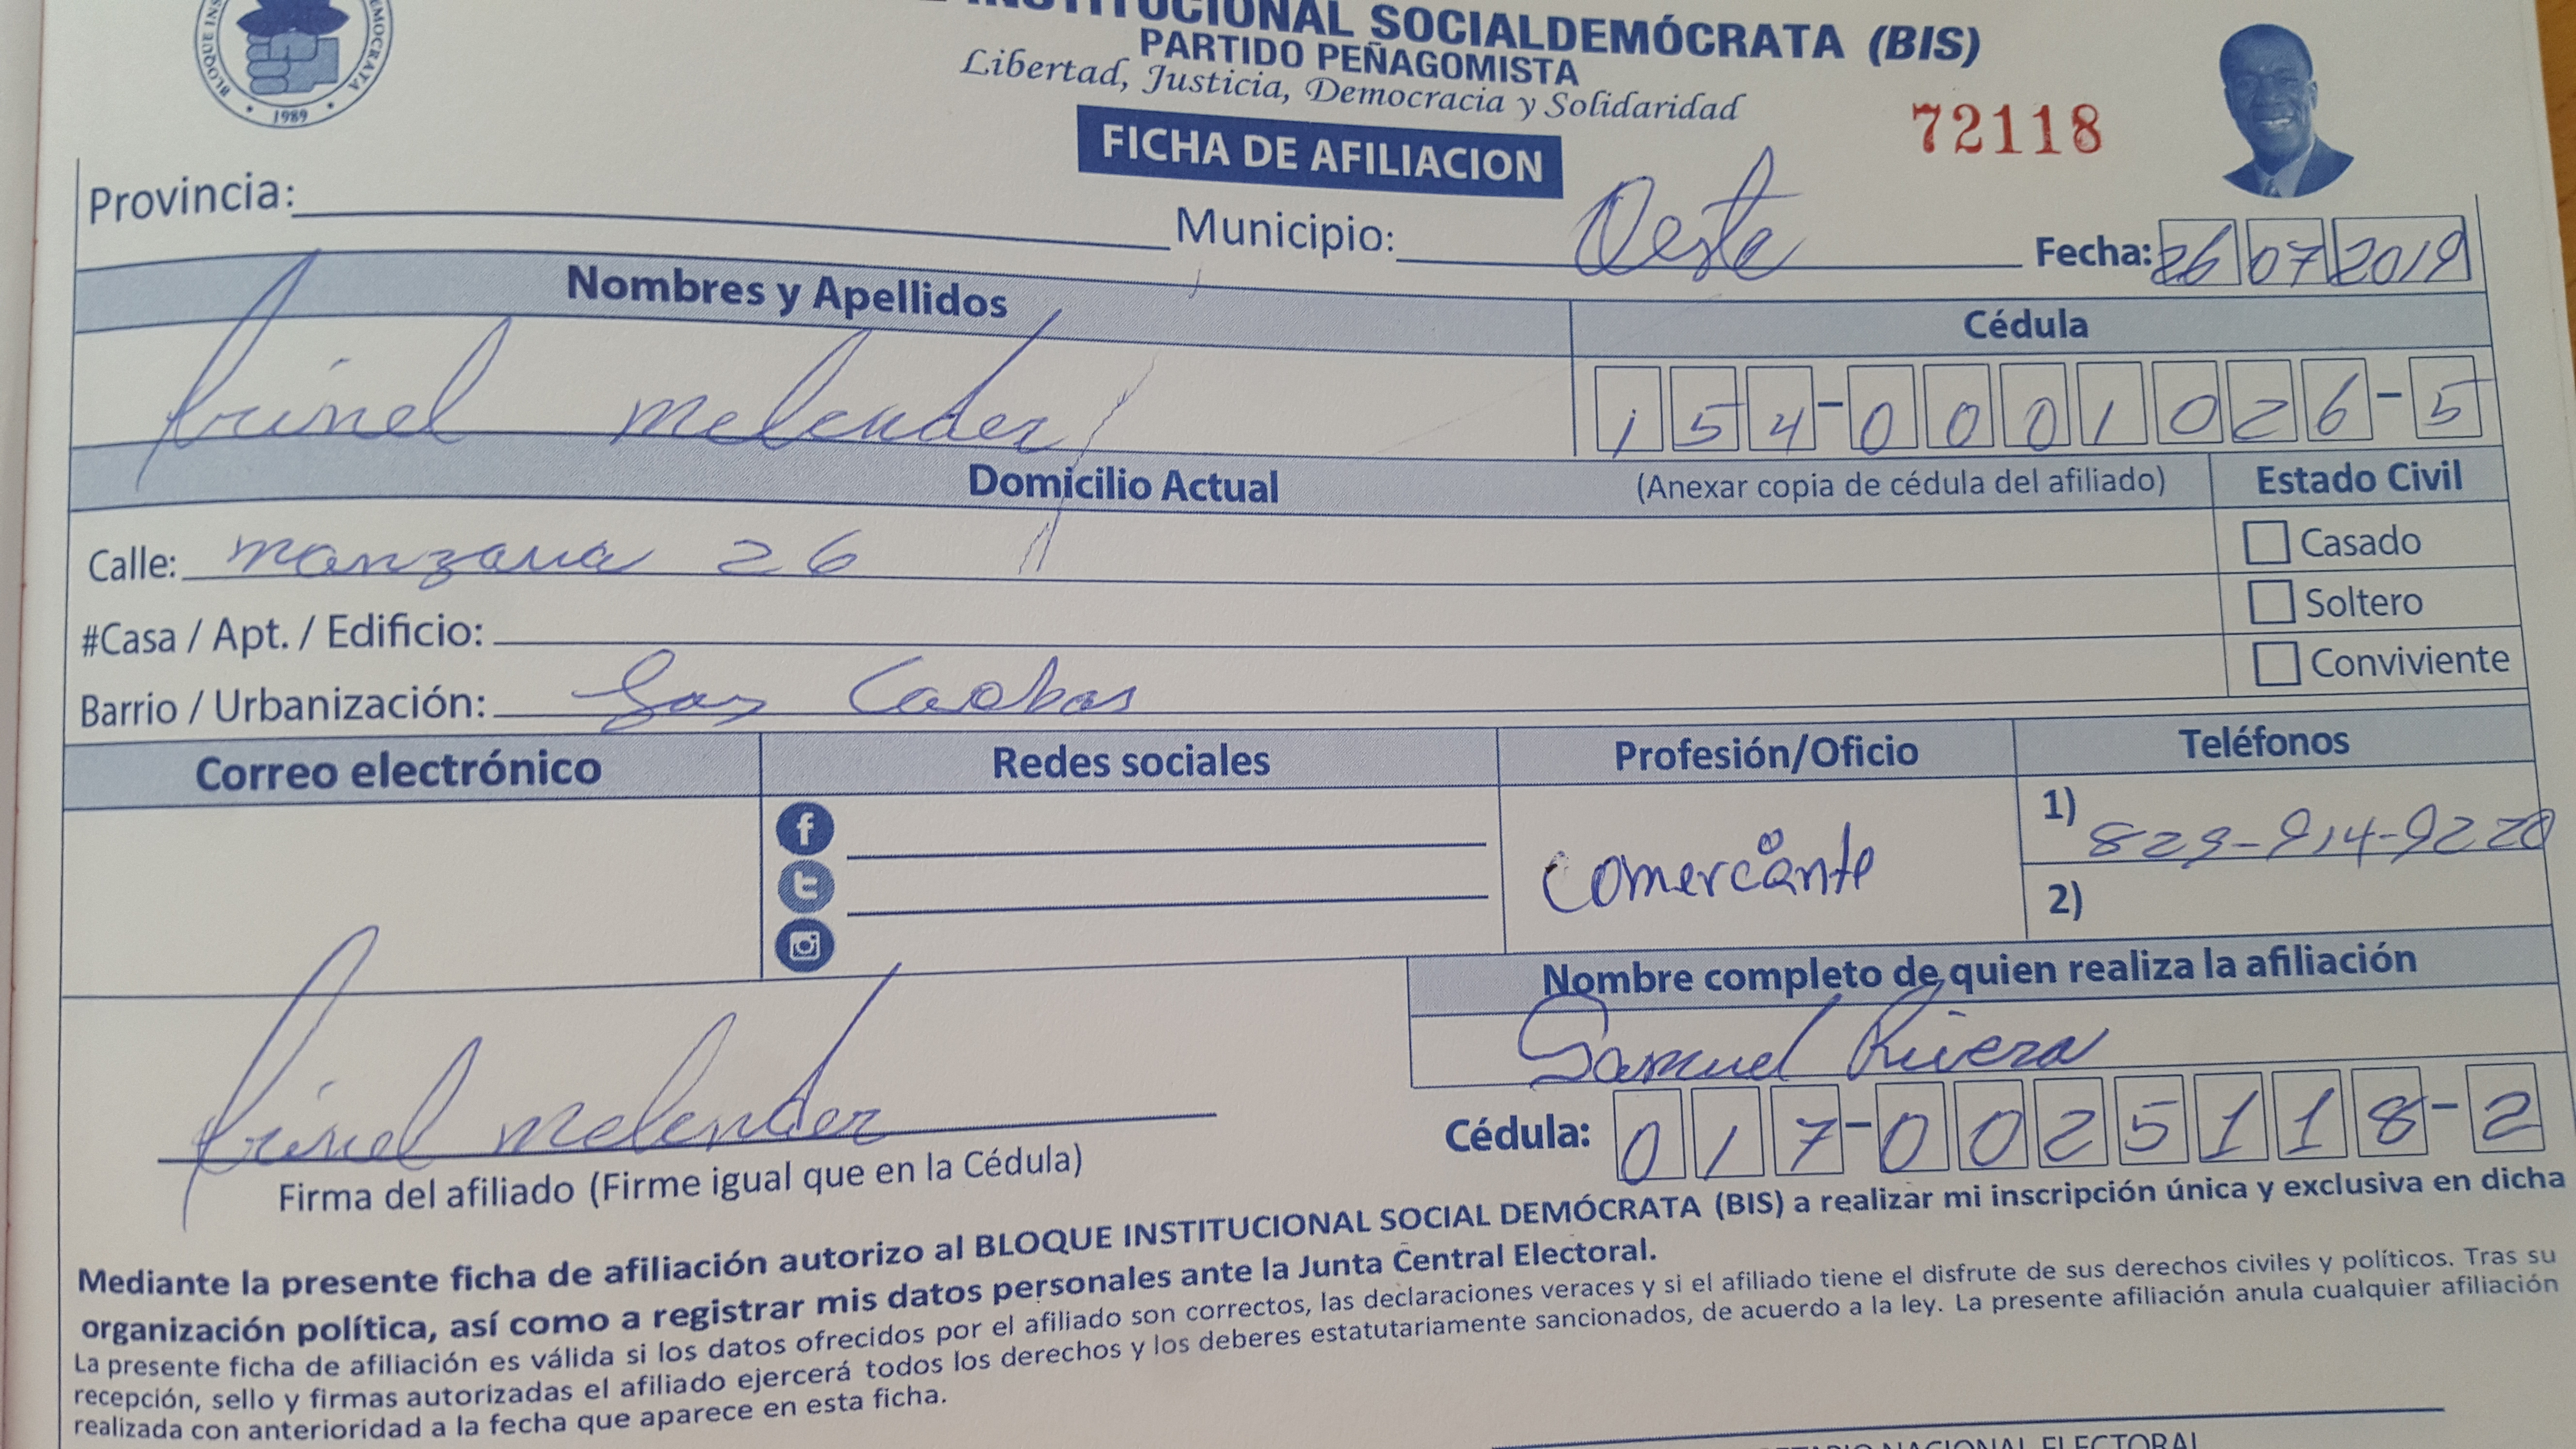 INSTITUCIONAL SOCIALDEMÓCRATA (BIS)
PARTIDO PEÑAGOMISTA
Libertad, Justicia, Democracia y Solidaridad
1989
72118
FICHA DE AFILIACION
Provincia:
Municipio: Oeste
Fecha: 26 07 2019
Nombres y Apellidos
Cédula
melender
154-0001026-5
Domicilio Actual
(Anexar copia de cédula del afiliado)
Estado Civil
Calle: manzana 26
Casado
#Casa / Apt. / Edificio:
Soltero
Barrio / Urbanización: Las Caobas
Conviviente
Correo electrónico
Redes sociales
Profesión/Oficio
Teléfonos
comerciante
1) 829-914-9220
2)
Nombre completo de quien realiza la afiliación
Samuel Rivera
melender
Cédula: 017-0025118-2
Firma del afiliado (Firme igual que en la Cédula)
Mediante la presente ficha de afiliación autorizo al BLOQUE INSTITUCIONAL SOCIAL DEMÓCRATA (BIS) a realizar mi inscripción única y exclusiva en dicha
organización política, así como a registrar mis datos personales ante la Junta Central Electoral.
La presente ficha de afiliación es válida si los datos ofrecidos por el afiliado son correctos, las declaraciones veraces y si el afiliado tiene el disfrute de sus derechos civiles y políticos. Tras su
recepción, sello y firmas autorizadas el afiliado ejercerá todos los derechos y los deberes estatutariamente sancionados, de acuerdo a la ley. La presente afiliación anula cualquier afiliación
realizada con anterioridad a la fecha que aparece en esta ficha.
NACIONAL ELECTORAL